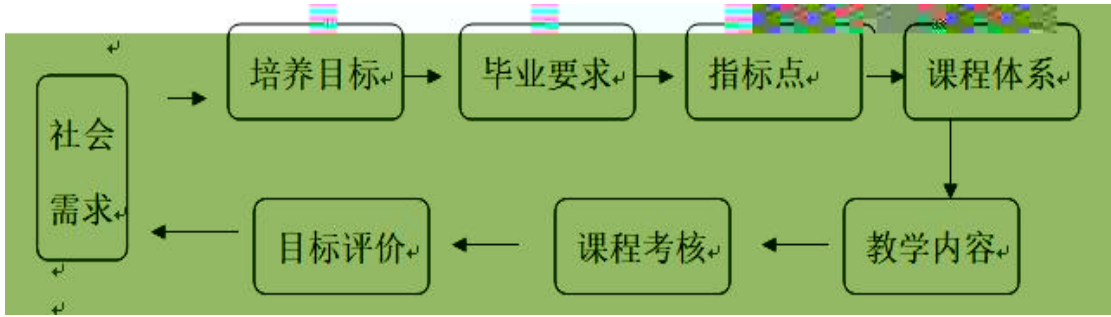 培养目标
毕业要求
指标点
课程体系
社会
需求
目标评价
课程考核
教学内容